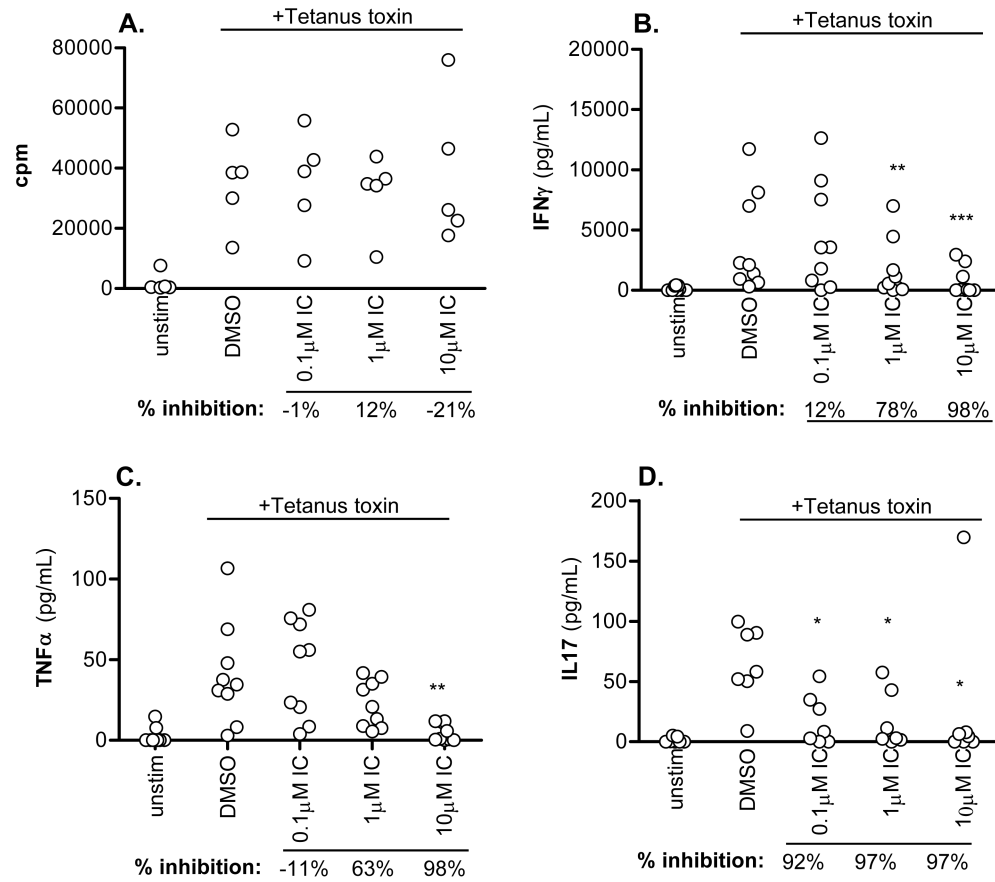 A.
+Tetanus toxin
80000
60000
40000
20000
0
cpm
unstim
DMSO
0.1μM IC
1μM IC
10μM IC
% inhibition: -1% 12% -21%
B.
+Tetanus toxin
20000
15000
10000
5000
0
IFNγ (pg/mL)
**
***
unstim
DMSO
0.1μM IC
1μM IC
10μM IC
% inhibition: 12% 78% 98%
C.
+Tetanus toxin
150
100
50
0
TNFα (pg/mL)
**
unstim
DMSO
0.1μM IC
1μM IC
10μM IC
% inhibition: -11% 63% 98%
D.
+Tetanus toxin
200
150
100
50
0
IL17 (pg/mL)
*
*
*
unstim
DMSO
0.1μM IC
1μM IC
10μM IC
% inhibition: 92% 97% 97%